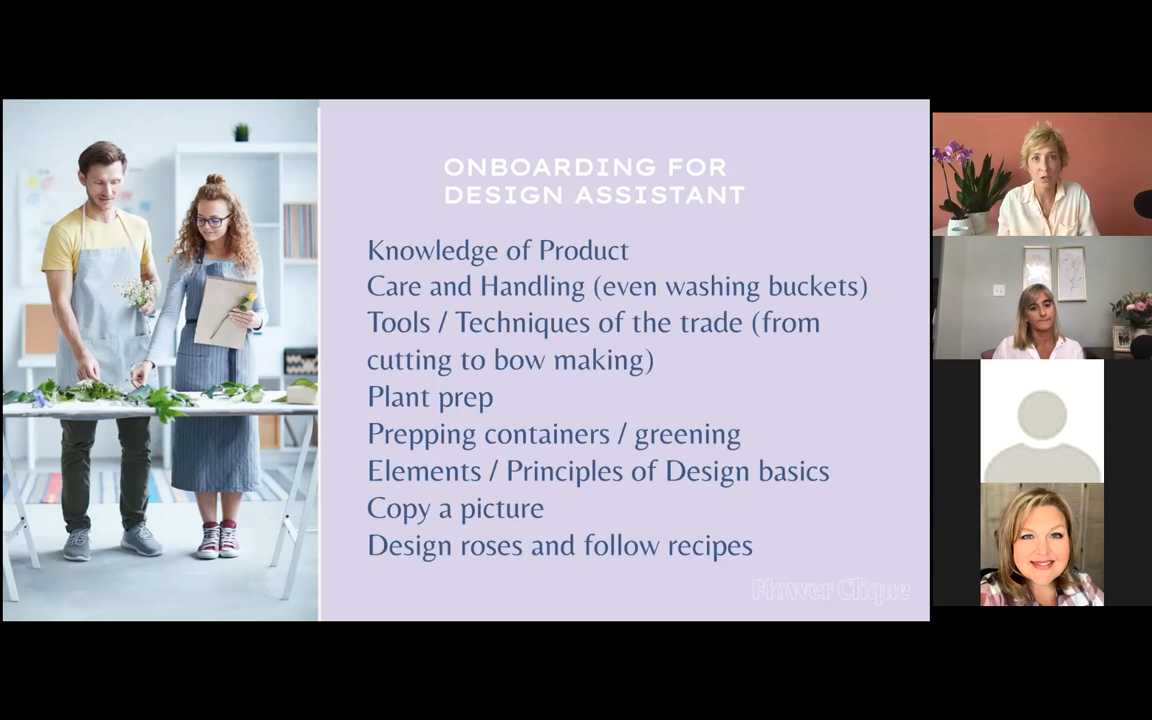 ONBOARDING FOR
DESIGN ASSISTANT
Knowledge of Product
Care and Handling (even washing buckets)
Tools / Techniques of the trade (from
cutting to bow making)
Plant prep
Prepping containers / greening
Elements / Principles of Design basics
Copy a picture
Design roses and follow recipes
Flower Clique